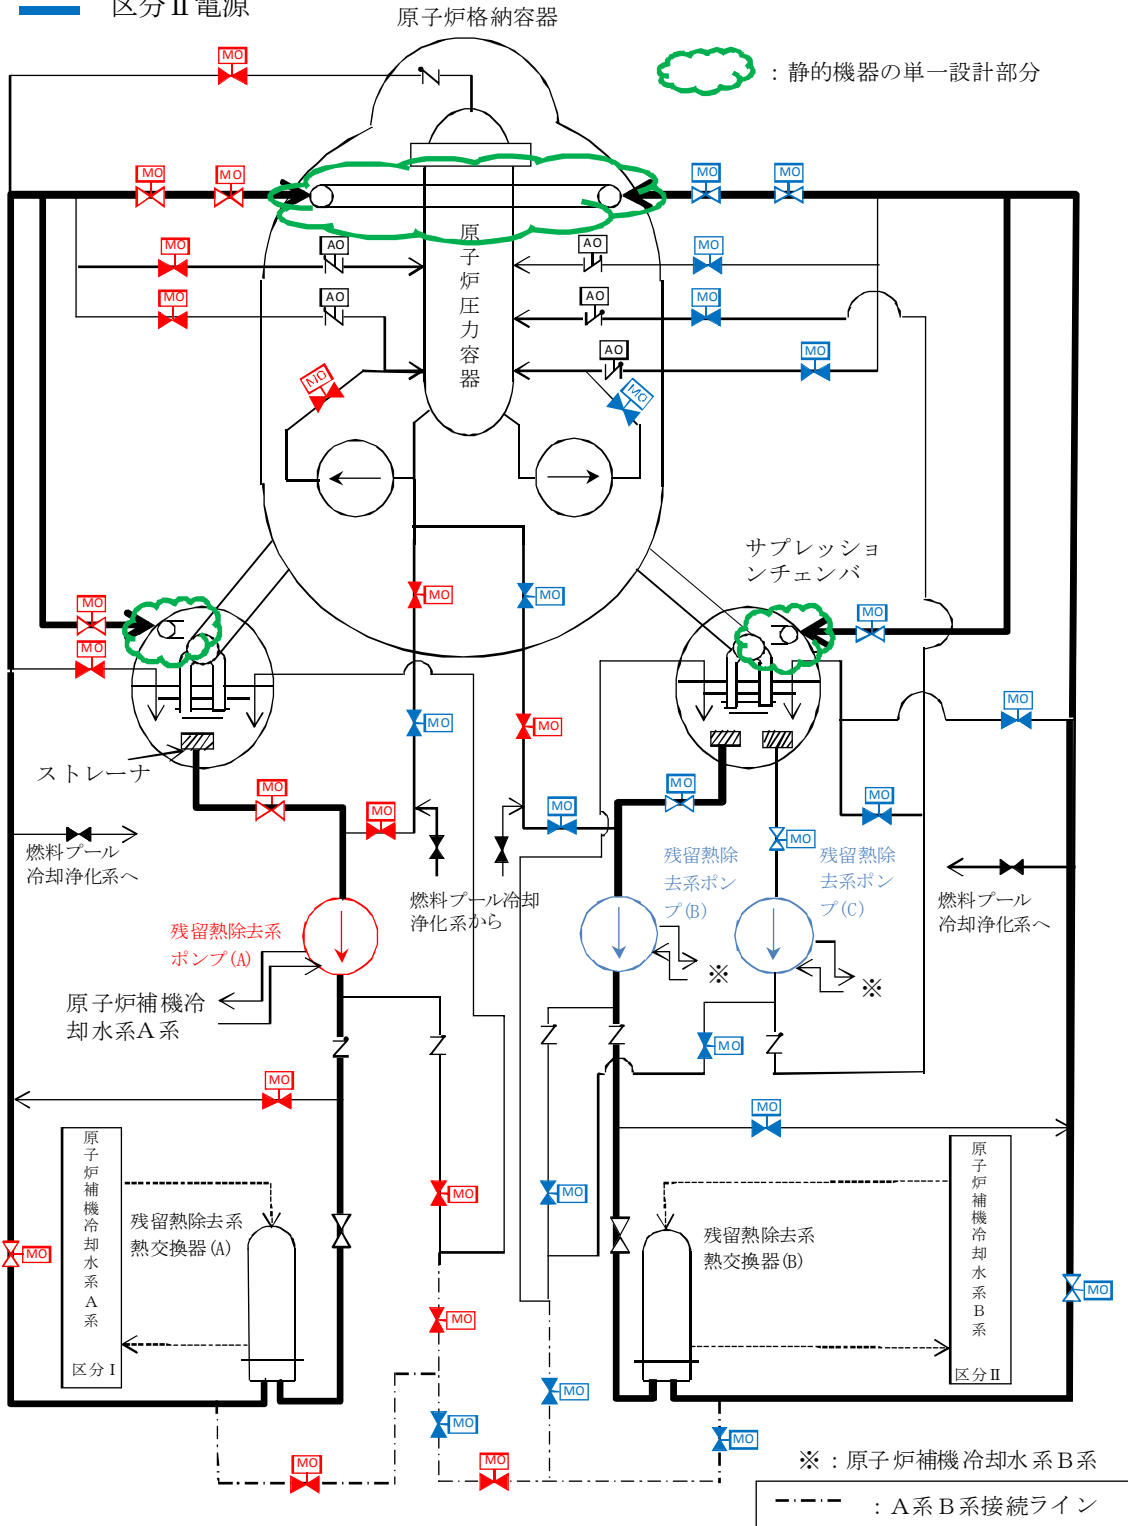 区分Ⅱ電源
原子炉格納容器
MO
：静的機器の単一設計部分
MO
MO
MO
MO
原子炉圧力容器
MO
AO
AO
MO
MO
AO
AO
MO
AO
MO
MO
MO
サプレッショ
ンチェンバ
MO
MO
MO
MO
MO
MO
MO
MO
MO
ストレーナ
MO
MO
MO
MO
MO
MO
燃料プール
冷却浄化系へ
残留熱除
去系ポン
プ(B)
残留熱除
去系ポン
プ(C)
燃料プール冷却
浄化系から
燃料プール
冷却浄化系へ
残留熱除去系
ポンプ(A)
※
※
原子炉補機冷
却水系A系
MO
MO
MO
原子炉補機冷却水系A系
区分Ⅰ
原子炉補機冷却水系B系
区分Ⅱ
MO
MO
残留熱除去系
熱交換器(A)
残留熱除去系
熱交換器(B)
MO
MO
MO
MO
MO
MO
MO
MO
※：原子炉補機冷却水系B系
：A系B系接続ライン